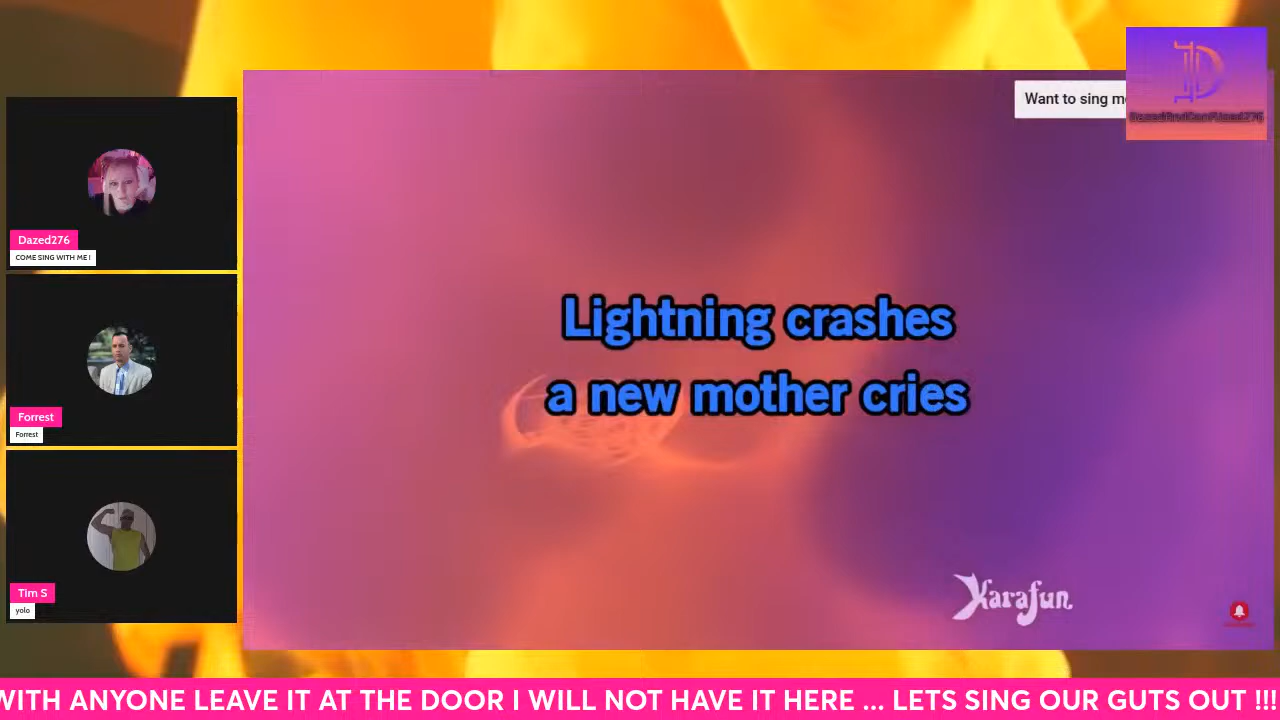 Want to sing m
Dazed276
COME SING WITH ME !
Lightning crashes
a new mother cries
Forrest
Forrest
Tim S
yolo
Karafun
WITH ANYONE LEAVE IT AT THE DOOR I WILL NOT HAVE IT HERE ... LETS SING OUR GUTS OUT !!!